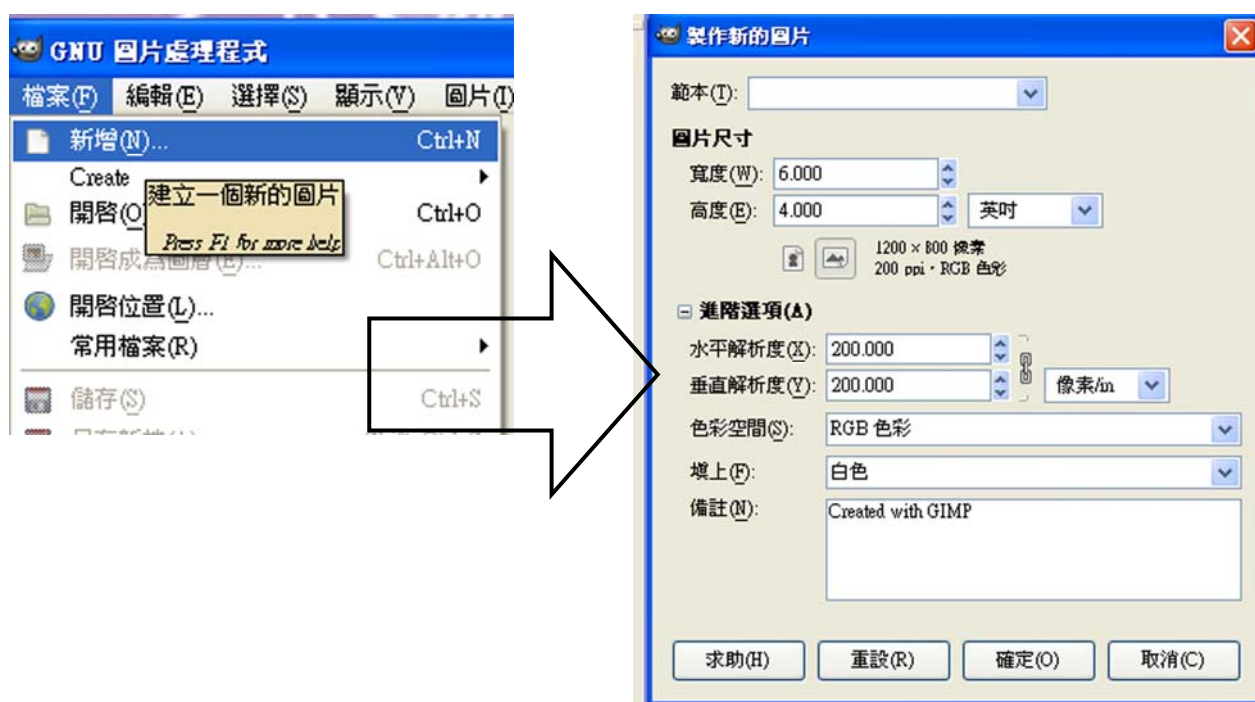 GNU 圖片處理程式
檔案(F) 編輯(E) 選擇(S) 顯示(V) 圖片(I)
新增(N)... Ctrl+N
Create
建立一個新的圖片
Press F1 for more help
開啓(O Ctrl+O
開啓成為圖層(E)... Ctrl+Alt+O
開啓位置(L)...
常用檔案(R)
儲存(S) Ctrl+S
製作新的圖片
範本(T):
圖片尺寸
寬度(W): 6.000
高度(E): 4.000 英吋
1200 × 800 像素
200 ppi，RGB 色彩
進階選項(A)
水平解析度(X): 200.000
垂直解析度(Y): 200.000 像素/in
色彩空間(S): RGB 色彩
填上(F): 白色
備註(N): Created with GIMP
求助(H) 重設(R) 確定(O) 取消(C)